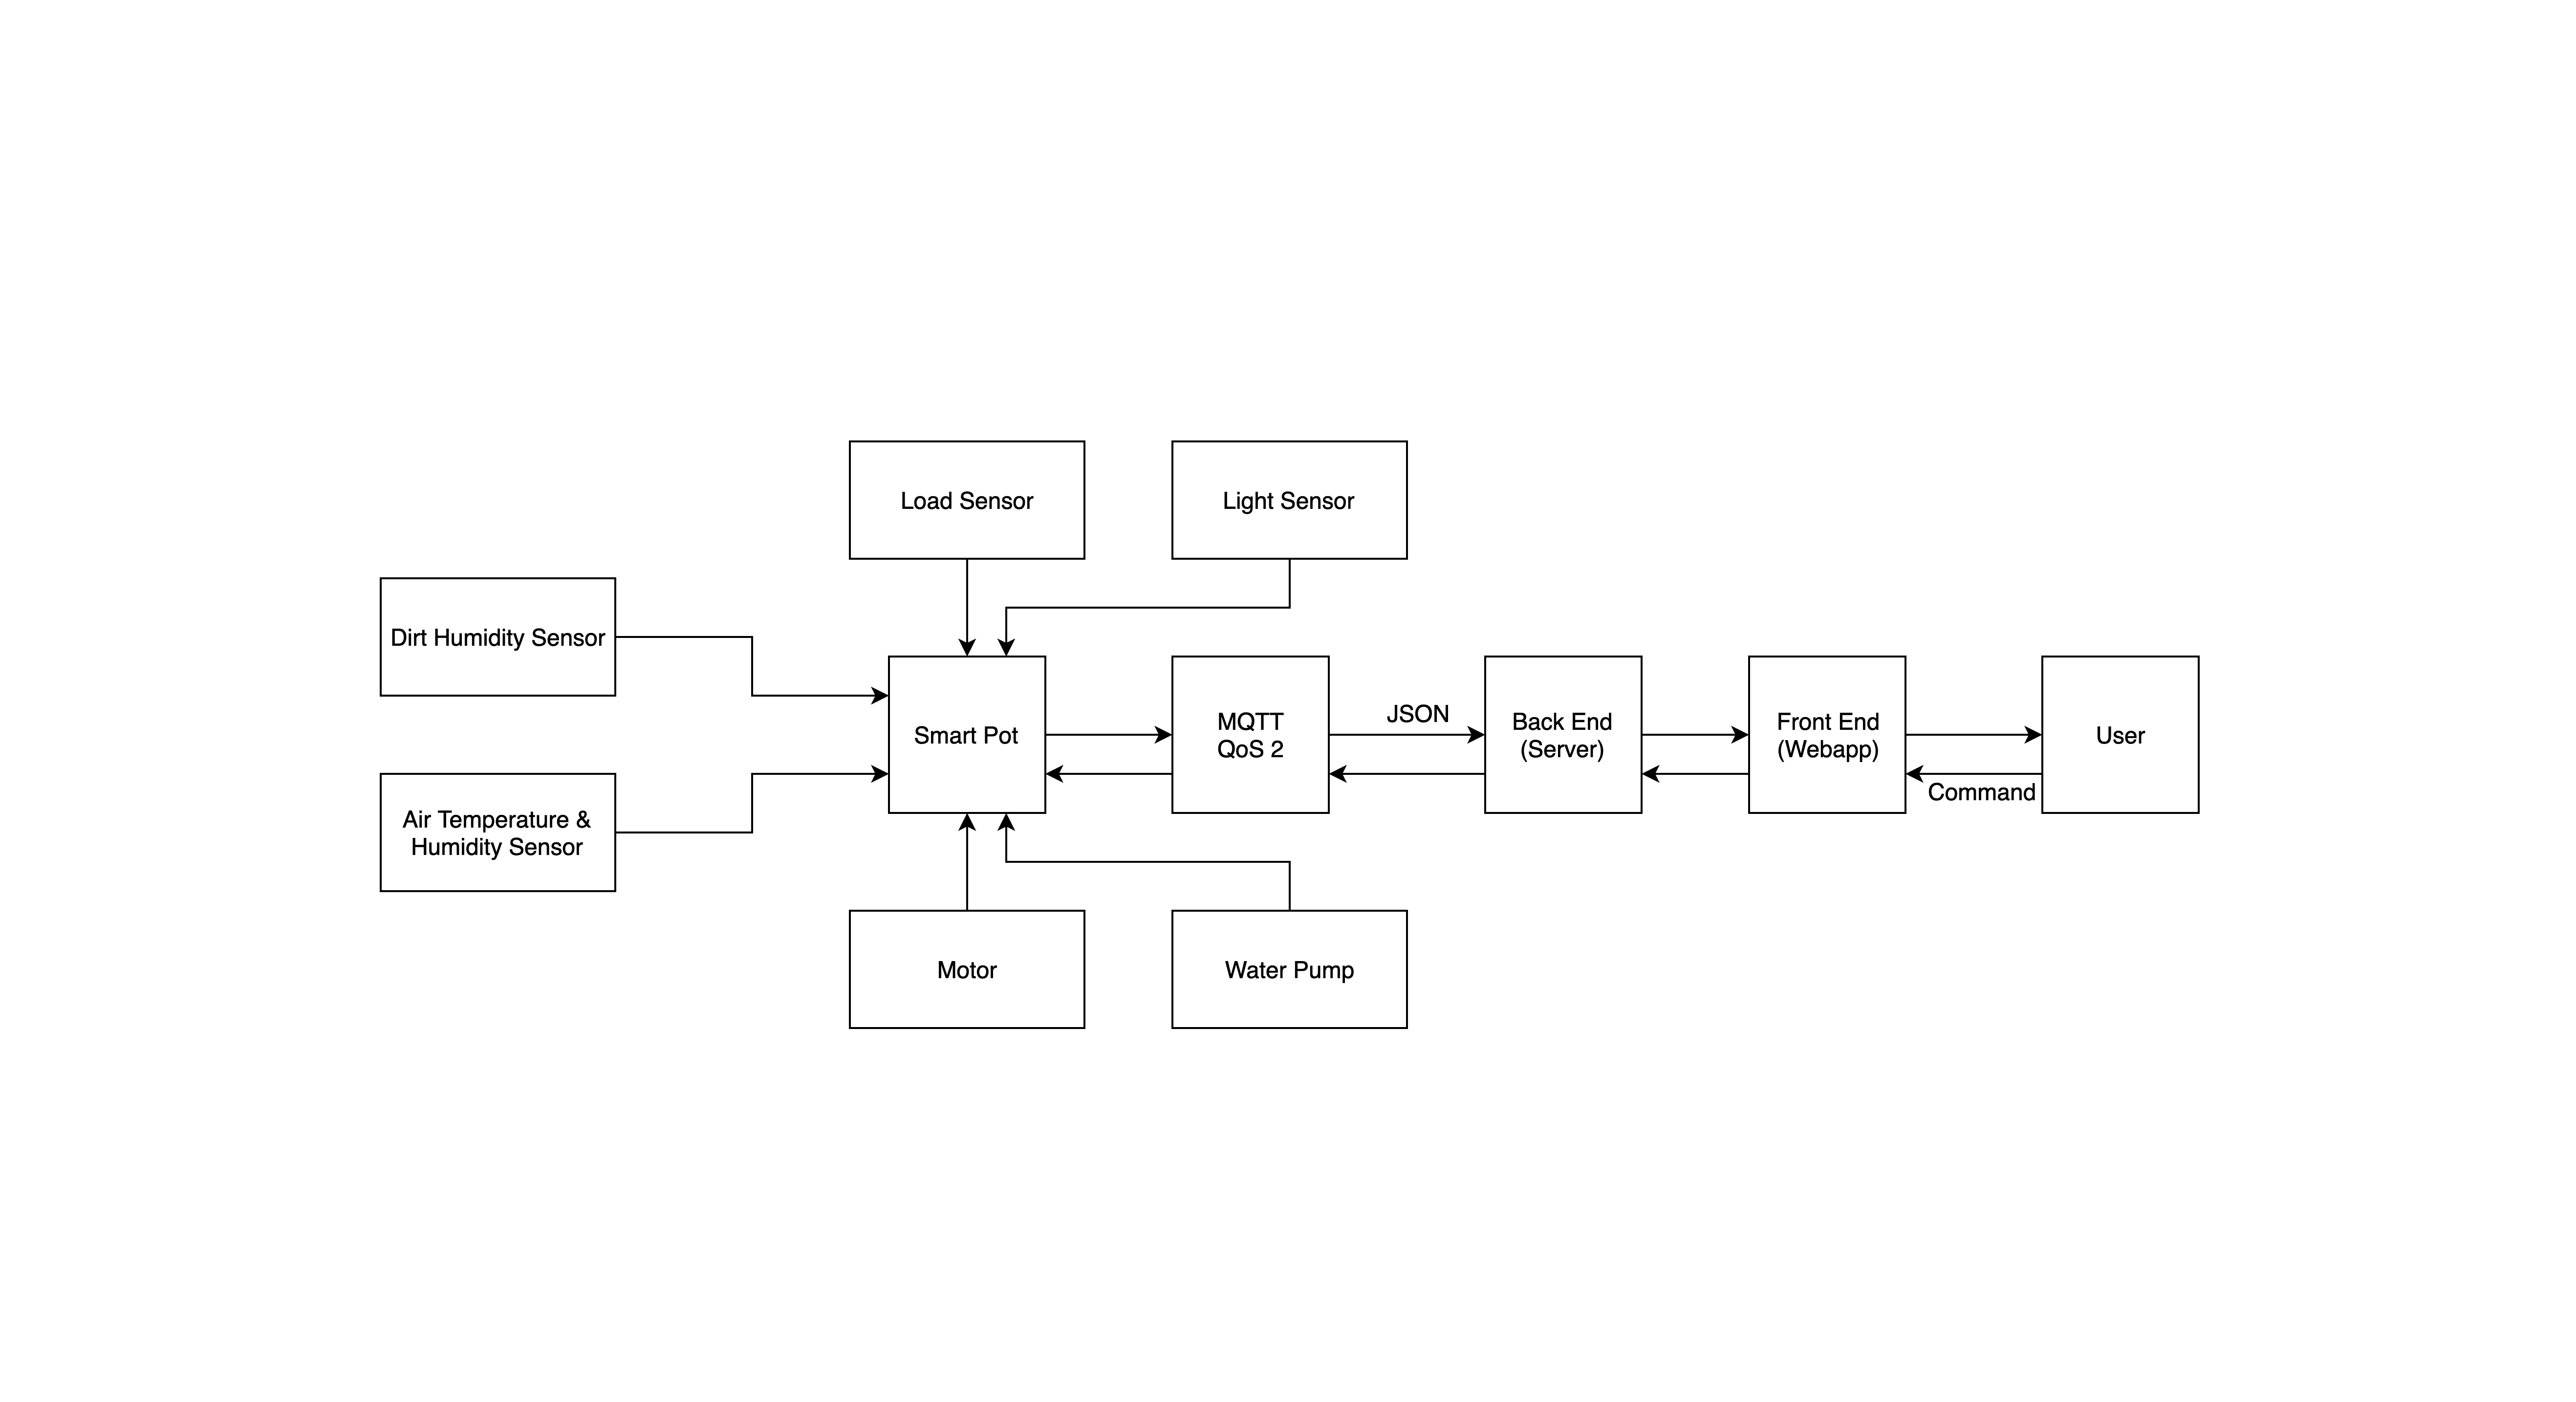 Load Sensor
Light Sensor
Dirt Humidity Sensor
Smart Pot
MQTT
QoS 2
JSON
Back End
(Server)
Front End
(Webapp)
User
Command
Air Temperature &
Humidity Sensor
Motor
Water Pump